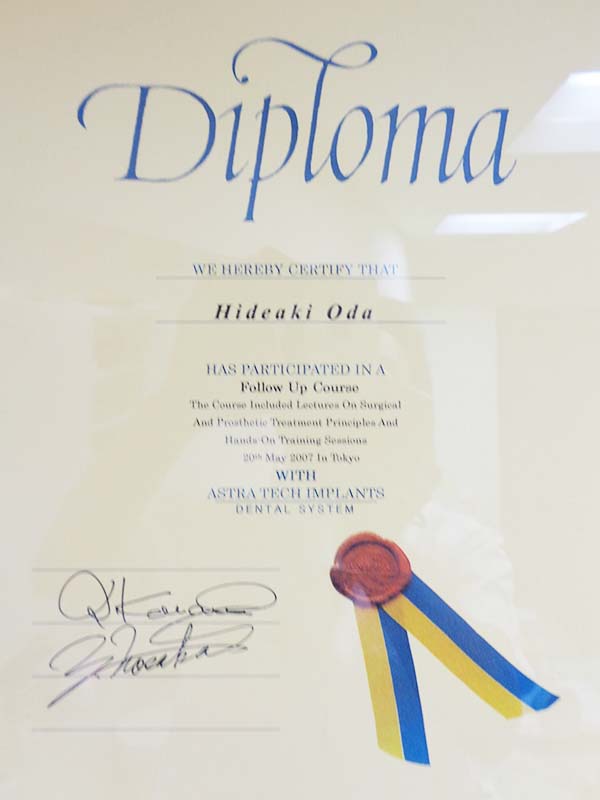 Diploma
WE HEREBY CERTIFY THAT
Hideaki Oda
HAS PARTICIPATED IN A
Follow Up Course
The Course Included Lectures On Surgical
And Prosthetic Treatment Principles And
Hands-On Training Sessions
20th May 2007 In Tokyo
WITH
ASTRA TECH IMPLANTS
DENTAL SYSTEM